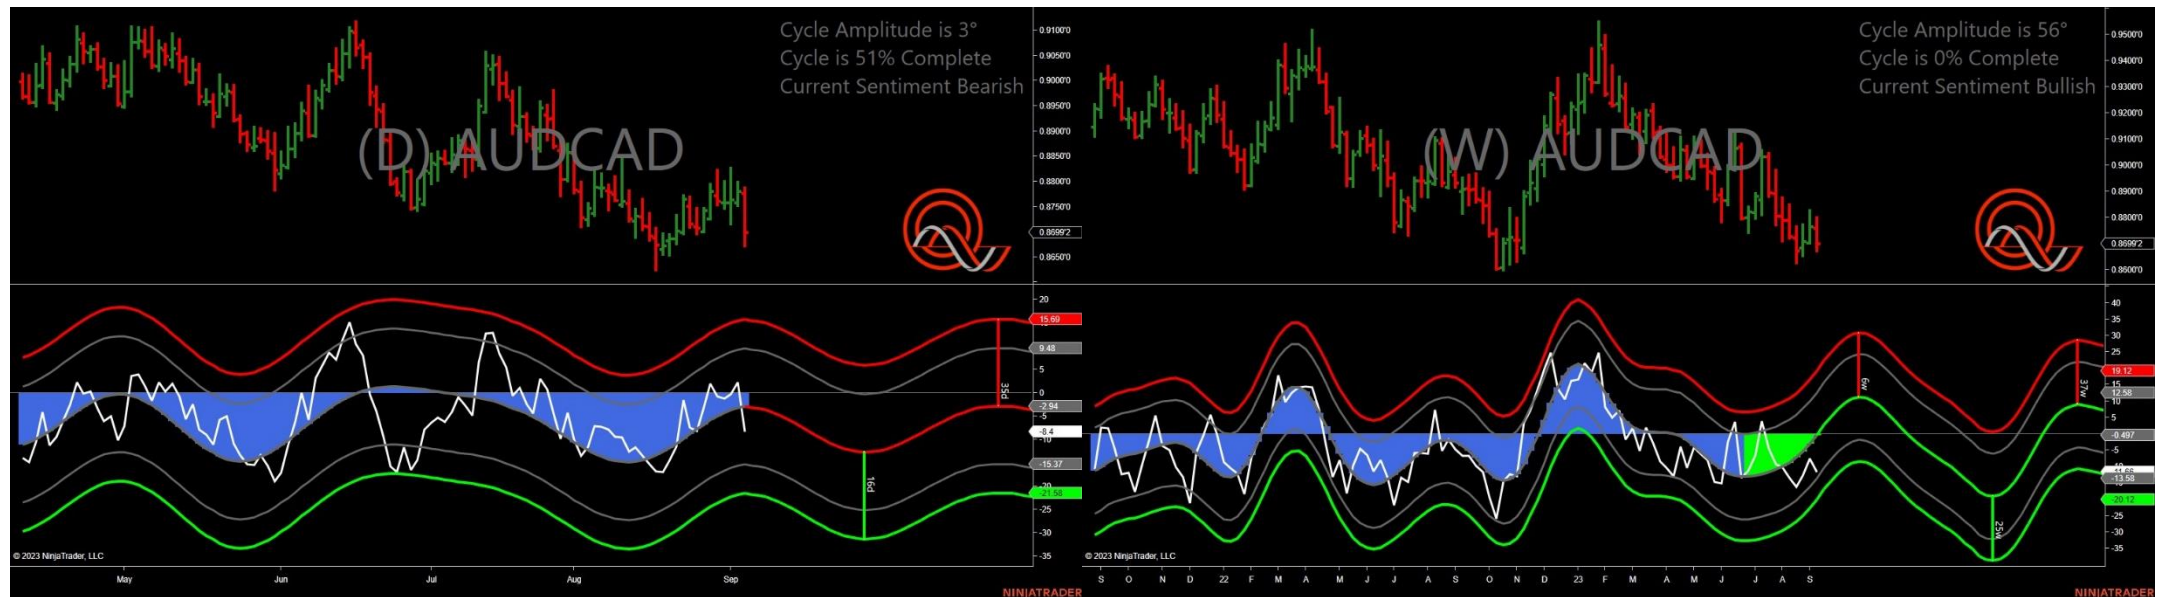 Cycle Amplitude is 3°
Cycle is 51% Complete
Current Sentiment Bearish
(D) AUDCAD
0.9100'0
0.9050'0
0.9000'0
0.8950'0
0.8900'0
0.8850'0
0.8800'0
0.8750'0
0.8699'2
0.8650'0
20
15.69
9.48
5
0
-2.94
-5
-8.4
-10
-15.37
-21.58
-25
-30
-35
35d
16d
© 2023 NinjaTrader, LLC
May Jun Jul Aug Sep
NINJATRADER
Cycle Amplitude is 56°
Cycle is 0% Complete
Current Sentiment Bullish
(W) AUDCAD
0.9500'0
0.9400'0
0.9300'0
0.9200'0
0.9100'0
0.9000'0
0.8900'0
0.8800'0
0.8699'2
0.8600'0
40
35
30
25
19.12
15
12.58
10
5
-0.497
-5
-11.66
-13.58
-20.12
-25
-30
-35
6w
37w
25w
© 2023 NinjaTrader, LLC
S O N D 22 F M A M J J A S O N D 23 F M A M J J A S
NINJATRADER